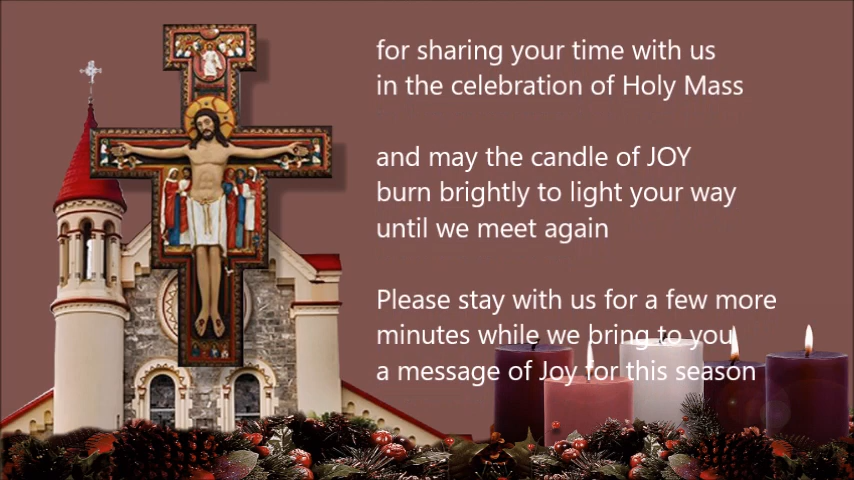 for sharing your time with us
in the celebration of Holy Mass
and may the candle of JOY
burn brightly to light your way
until we meet again
Please stay with us for a few more
minutes while we bring to you
a message of Joy for this season